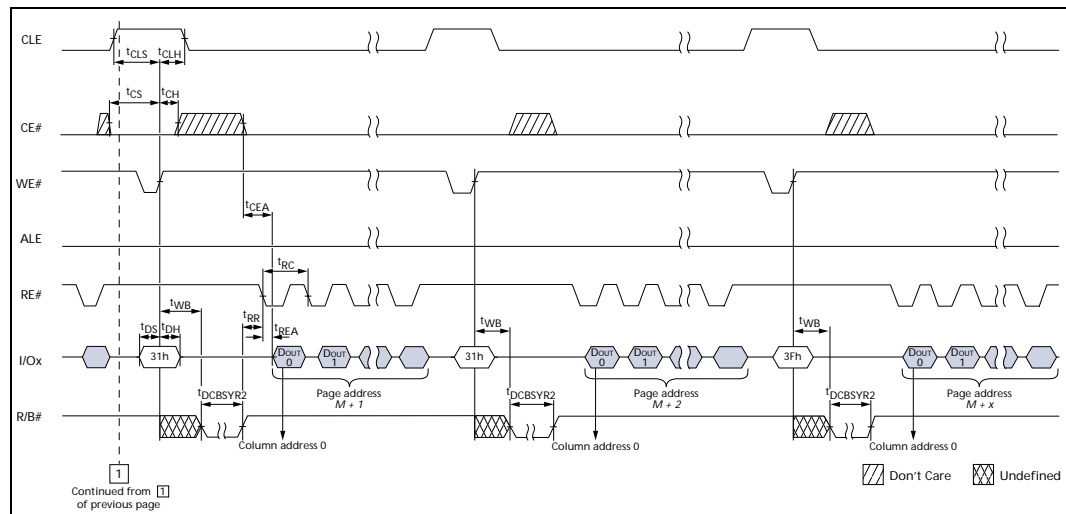 CLE
tCLS tCLH
tCS tCH
CE#
WE#
tCEA
ALE
tRC
RE#
tWB tRR tREA tWB tWB
tDS tDH
I/Ox 31h DOUT 0 DOUT 1 31h DOUT 0 DOUT 1 3Fh DOUT 0 DOUT 1
Page address M + 1 Page address M + 2 Page address M + x
tDCBSYR2 tDCBSYR2 tDCBSYR2
R/B#
Column address 0 Column address 0 Column address 0
1
Continued from 1
of previous page
Don't Care Undefined